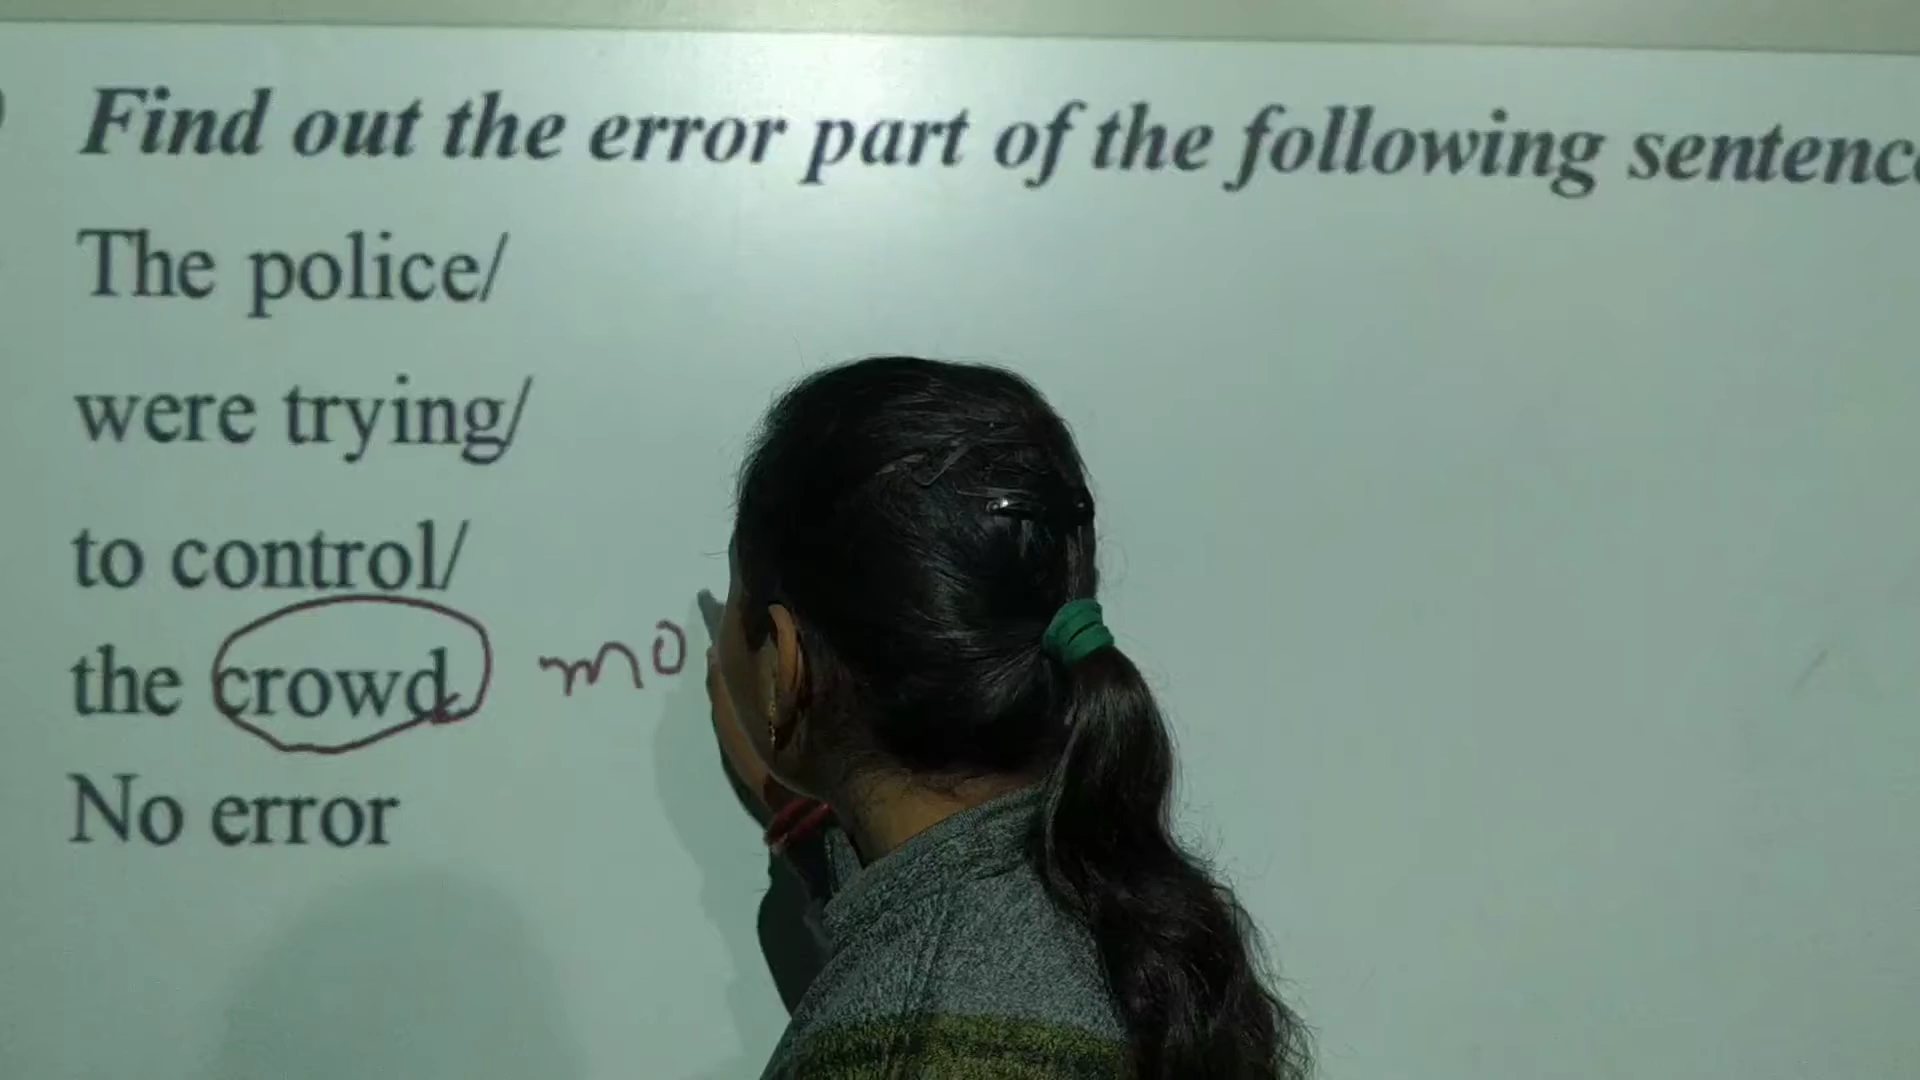 Find out the error part of the following sentenc
The police/
were trying/
to control/
the crowd mo
No error